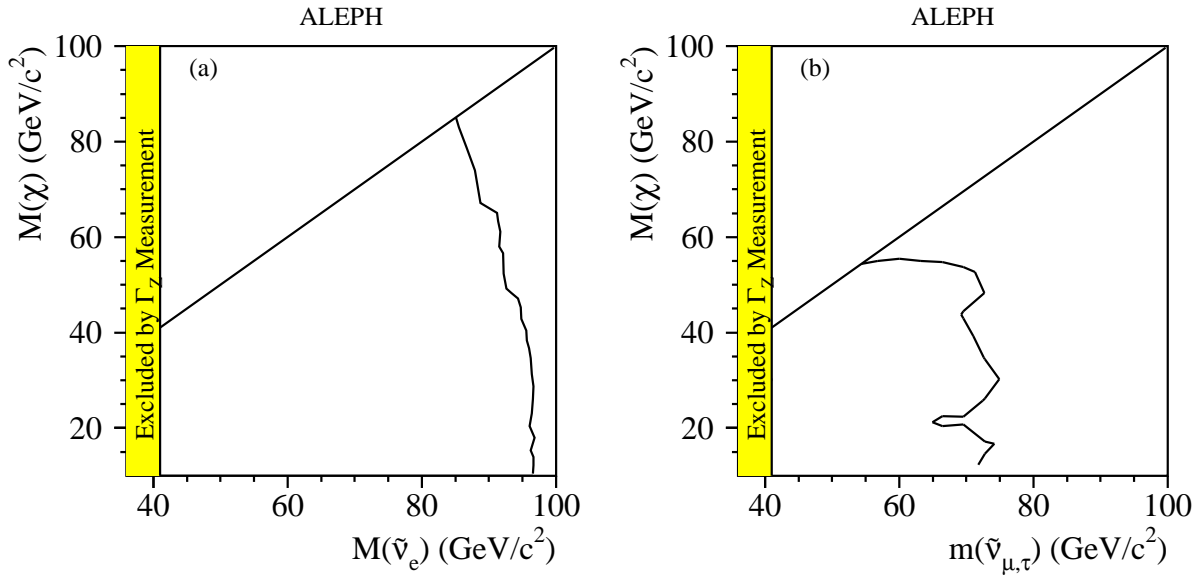 ALEPH
(a)
M(χ) (GeV/c²)
100
80
60
40
20
Excluded by Γ_Z Measurement
40 60 80 100
M(ν̃_e) (GeV/c²)
ALEPH
(b)
M(χ) (GeV/c²)
100
80
60
40
20
Excluded by Γ_Z Measurement
40 60 80 100
m(ν̃_μ,τ) (GeV/c²)